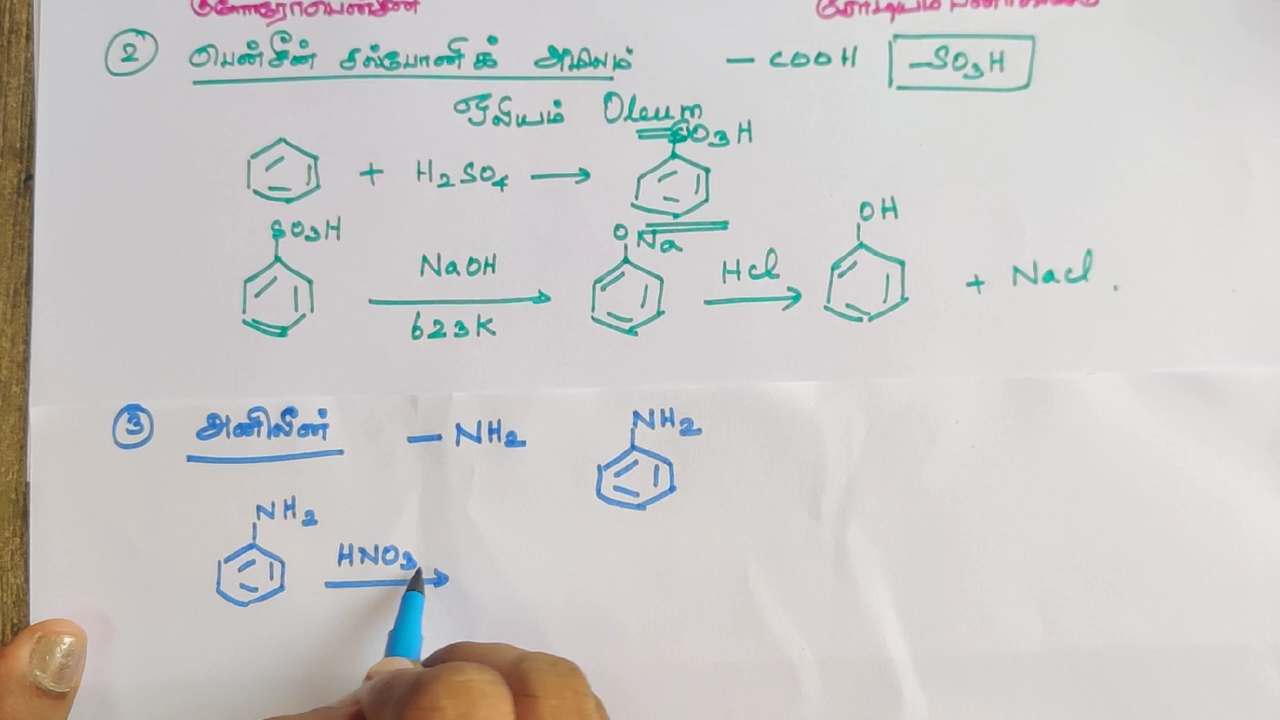 ② பென்சீன் சல்போனிக் அமிலம் – COOH –SO₃H
ஓலியம் Oleum
+ H₂SO₄ → SO₃H
SO₃H NaOH 623K → ONa HCl → OH + NaCl.
③ அனிலீன் – NH₂ NH₂
NH₂ HNO₃ →